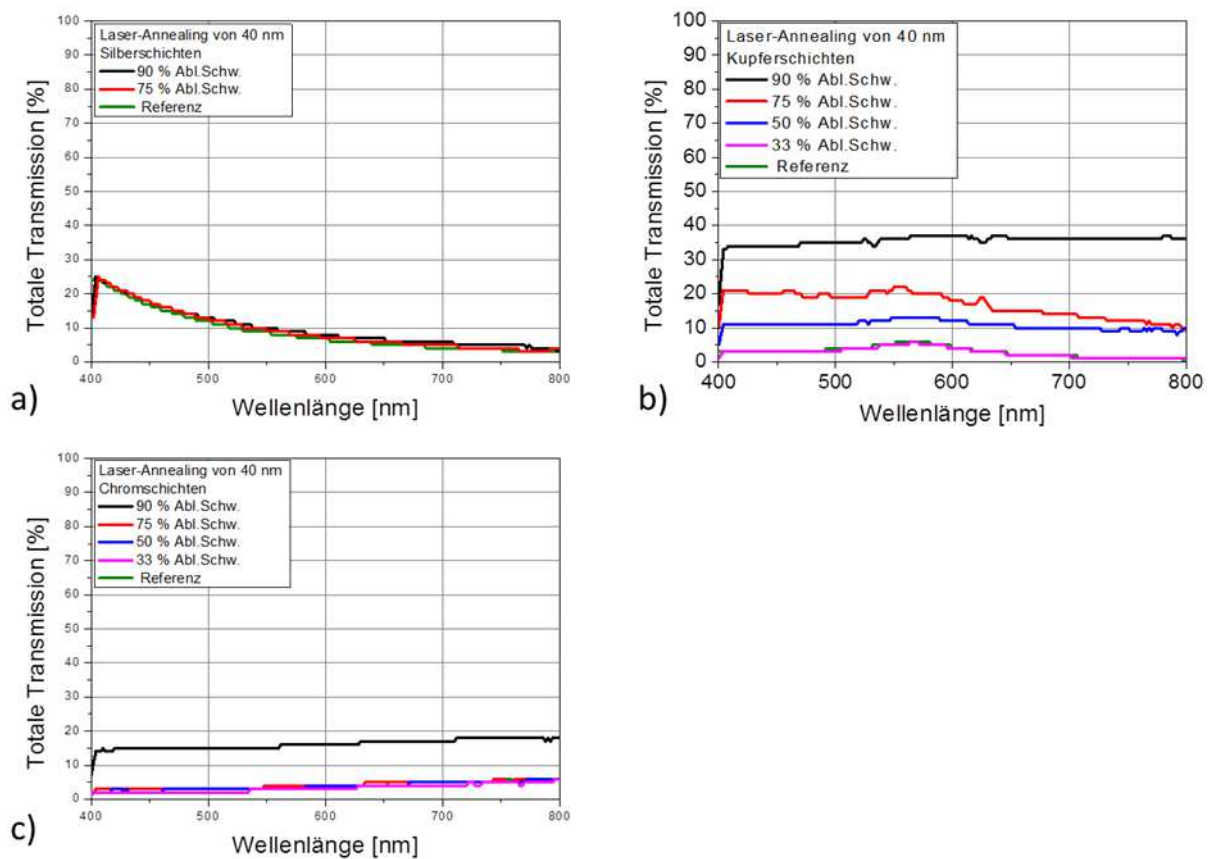 100
90
80
70
60
50
40
30
20
10
0
Totale Transmission [%]
Laser-Annealing von 40 nm
Silberschichten
90 % Abl.Schw.
75 % Abl.Schw.
Referenz
400 500 600 700 800
Wellenlänge [nm]
a)
100
90
80
70
60
50
40
30
20
10
0
Totale Transmission [%]
Laser-Annealing von 40 nm
Kupferschichten
90 % Abl.Schw.
75 % Abl.Schw.
50 % Abl.Schw.
33 % Abl.Schw.
Referenz
400 500 600 700 800
Wellenlänge [nm]
b)
100
90
80
70
60
50
40
30
20
10
0
Totale Transmission [%]
Laser-Annealing von 40 nm
Chromschichten
90 % Abl.Schw.
75 % Abl.Schw.
50 % Abl.Schw.
33 % Abl.Schw.
Referenz
400 500 600 700 800
Wellenlänge [nm]
c)